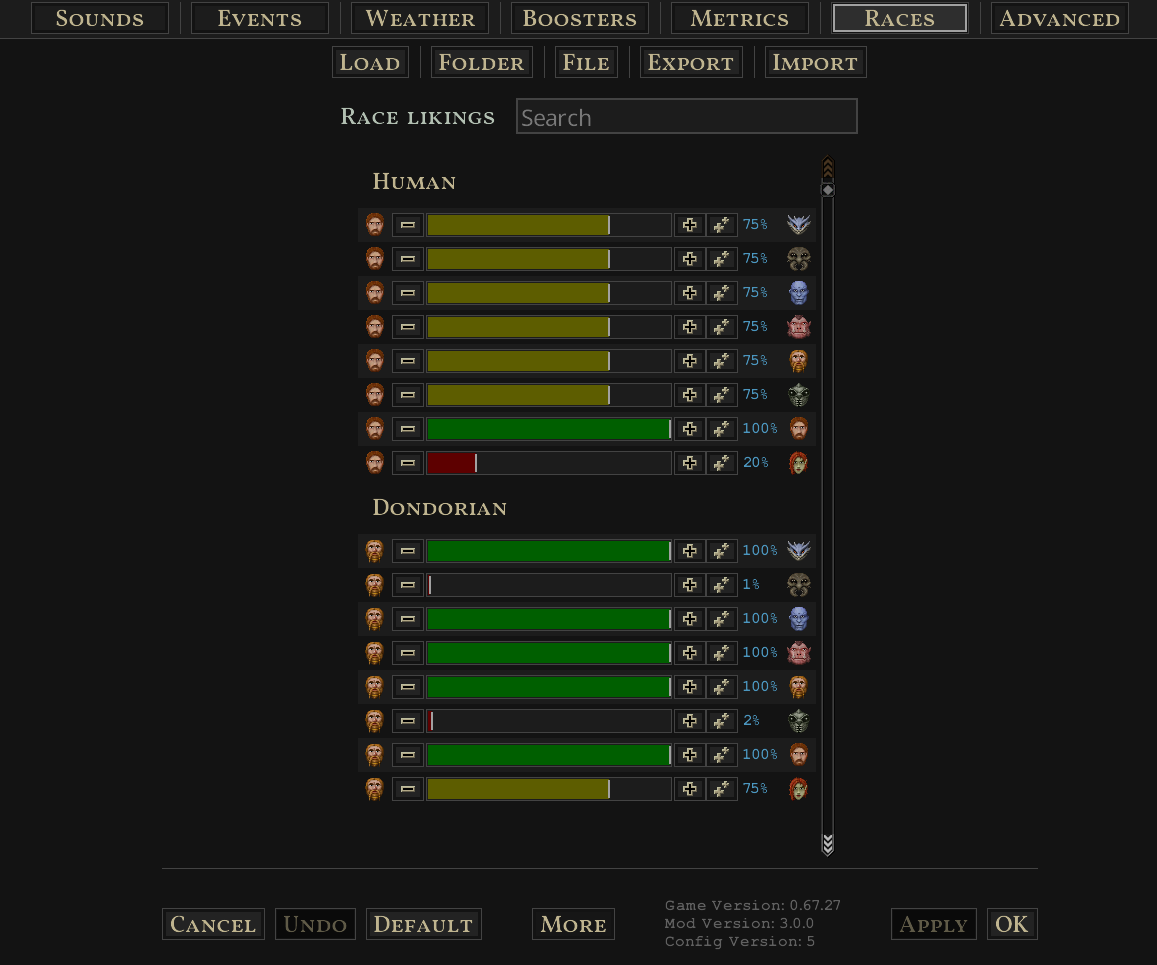 Sounds Events Weather Boosters Metrics Races Advanced
Load Folder File Export Import
Race likings Search
Human
75%
75%
75%
75%
75%
75%
100%
20%
Dondorian
100%
1%
100%
100%
100%
2%
100%
75%
Cancel Undo Default More
Game Version: 0.67.27
Mod Version: 3.0.0
Config Version: 5
Apply OK